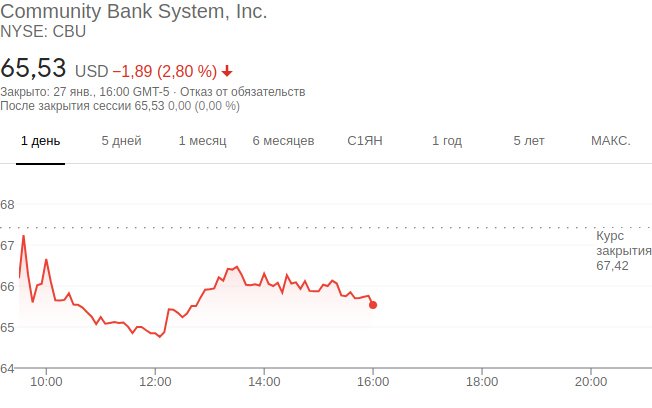 Community Bank System, Inc.
NYSE: CBU
65,53 USD −1,89 (2,80 %)
Закрыто: 27 янв., 16:00 GMT-5 · Отказ от обязательств
После закрытия сессии 65,53 0,00 (0,00 %)
1 день 5 дней 1 месяц 6 месяцев С1ЯН 1 год 5 лет МАКС.
68
67
66
65
64
Курс
закрытия
67,42
10:00 12:00 14:00 16:00 18:00 20:00